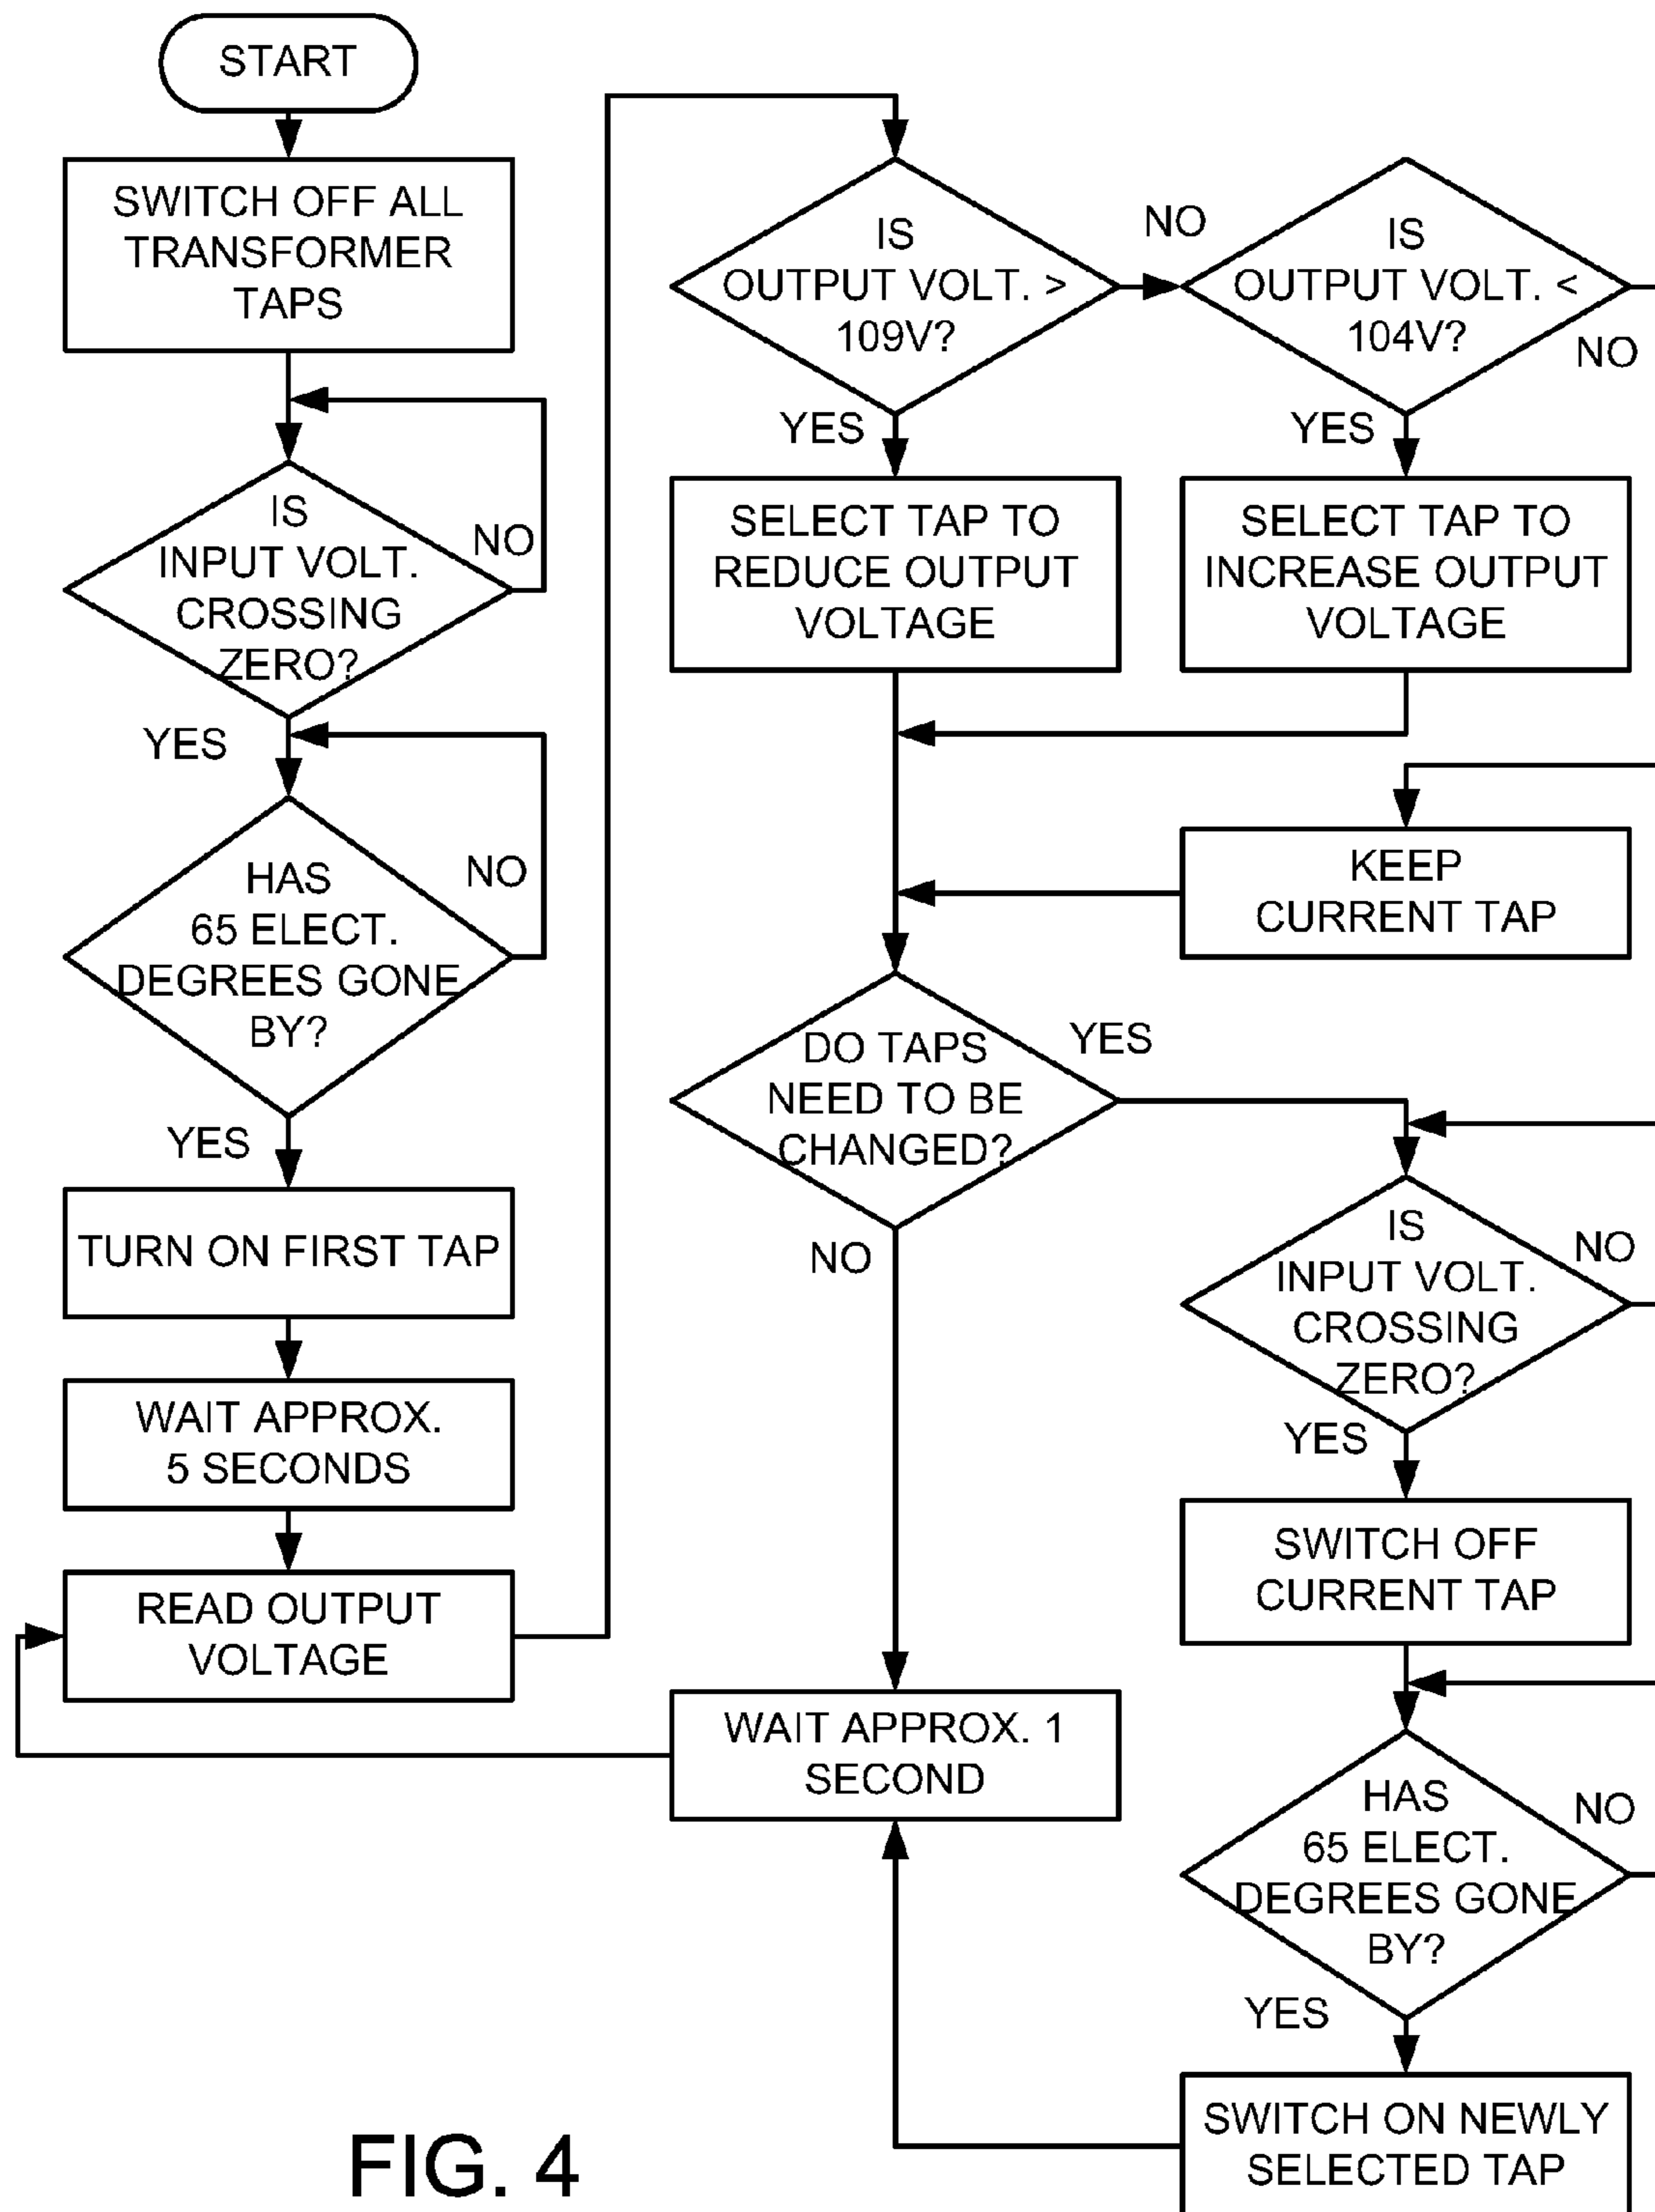 START
SWITCH OFF ALL
TRANSFORMER
TAPS
IS
INPUT VOLT.
CROSSING
ZERO?
NO
YES
HAS
65 ELECT.
DEGREES GONE
BY?
NO
YES
TURN ON FIRST TAP
WAIT APPROX.
5 SECONDS
READ OUTPUT
VOLTAGE
IS
OUTPUT VOLT. >
109V?
NO
YES
IS
OUTPUT VOLT. <
104V?
NO
YES
SELECT TAP TO
REDUCE OUTPUT
VOLTAGE
SELECT TAP TO
INCREASE OUTPUT
VOLTAGE
KEEP
CURRENT TAP
DO TAPS
NEED TO BE
CHANGED?
YES
NO
IS
INPUT VOLT.
CROSSING
ZERO?
NO
YES
SWITCH OFF
CURRENT TAP
WAIT APPROX. 1
SECOND
HAS
65 ELECT.
DEGREES GONE
BY?
NO
YES
SWITCH ON NEWLY
SELECTED TAP
FIG. 4